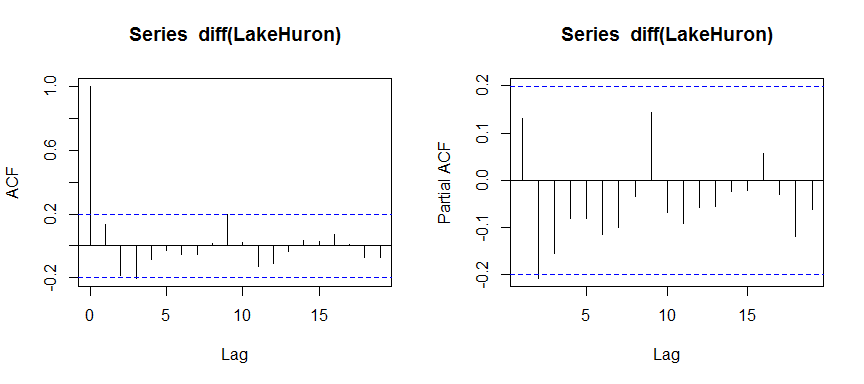 Series diff(LakeHuron)
ACF
1.0
0.6
0.2
-0.2
0
5
10
15
Lag
Series diff(LakeHuron)
Partial ACF
0.2
0.1
0.0
-0.1
-0.2
5
10
15
Lag